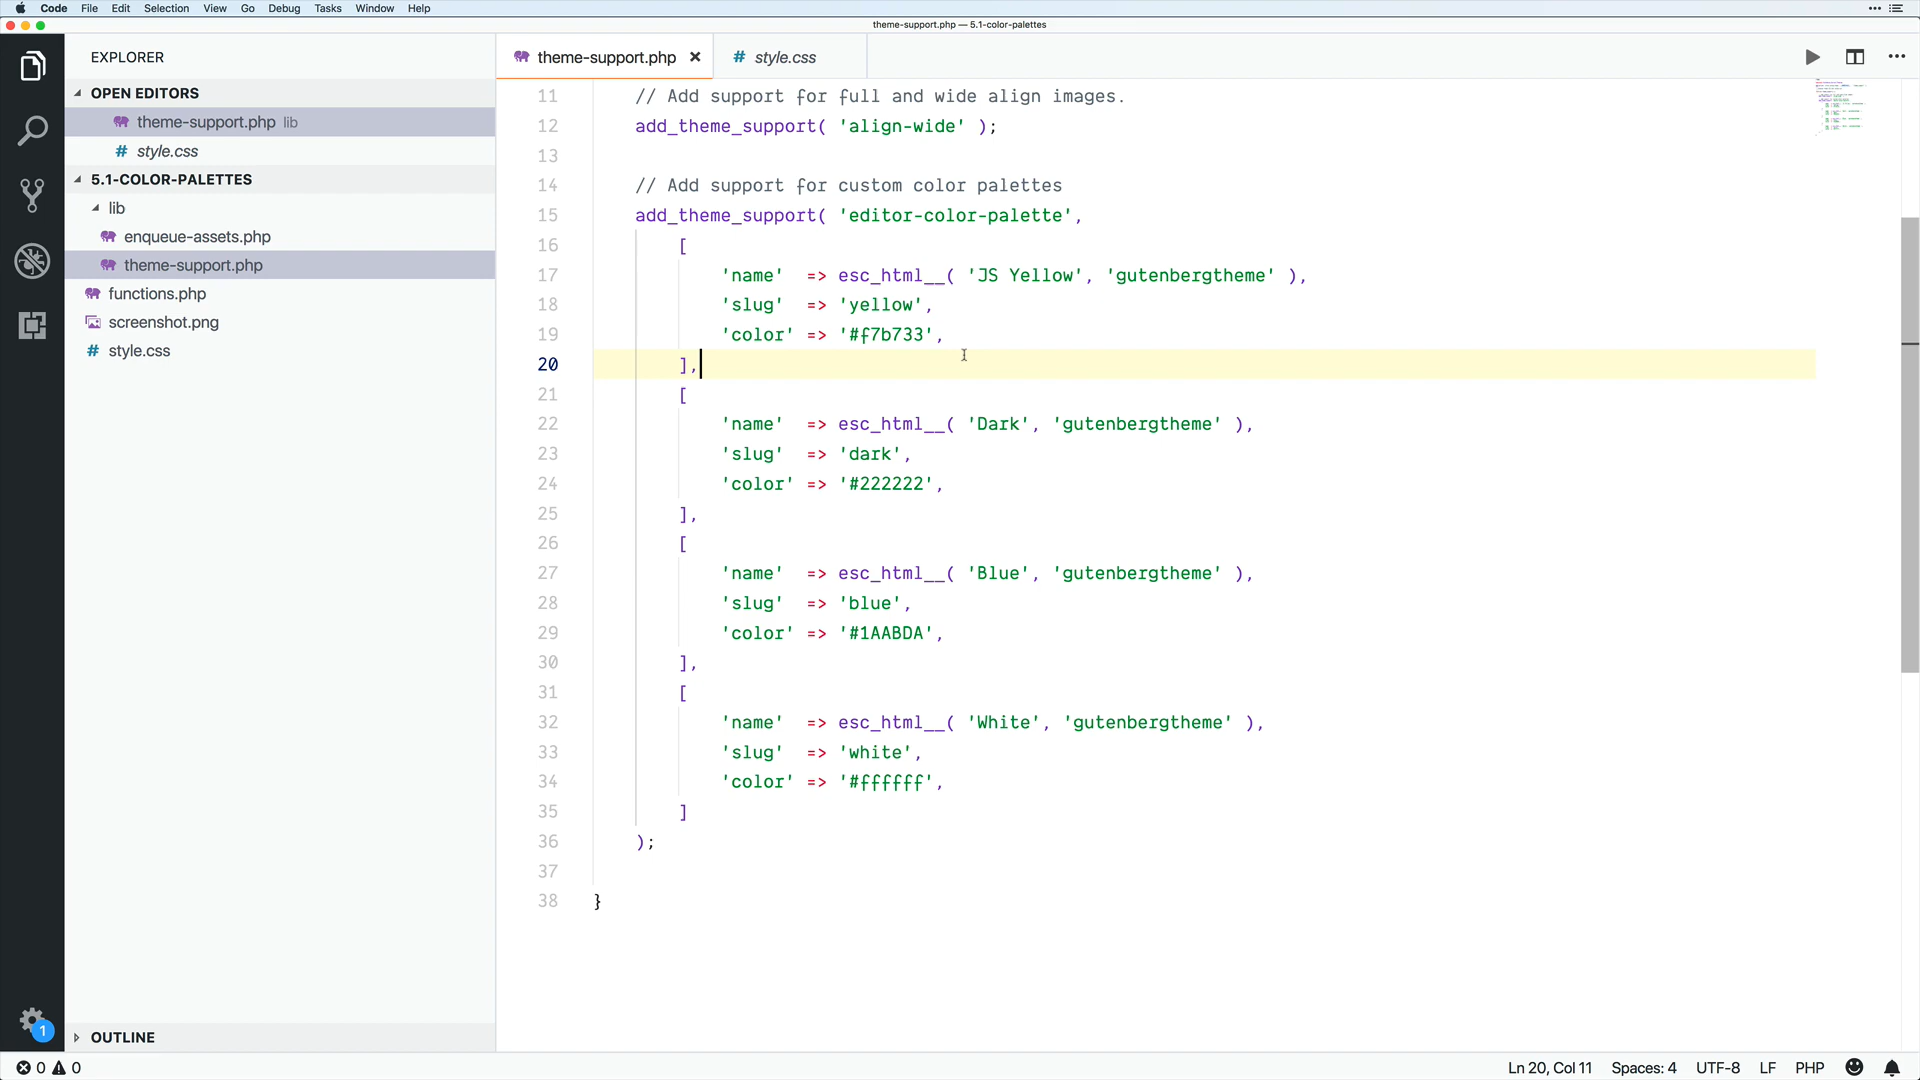 Code File Edit Selection View Go Debug Tasks Window Help
theme-support.php — 5.1-color-palettes
EXPLORER
OPEN EDITORS
theme-support.php lib
# style.css
5.1-COLOR-PALETTES
lib
enqueue-assets.php
theme-support.php
functions.php
screenshot.png
# style.css
OUTLINE
1
theme-support.php × # style.css
11 // Add support for full and wide align images.
12 add_theme_support( 'align-wide' );
13
14 // Add support for custom color palettes
15 add_theme_support( 'editor-color-palette',
16 [
17 'name' => esc_html__( 'JS Yellow', 'gutenbergtheme' ),
18 'slug' => 'yellow',
19 'color' => '#f7b733',
20 ],
21 [
22 'name' => esc_html__( 'Dark', 'gutenbergtheme' ),
23 'slug' => 'dark',
24 'color' => '#222222',
25 ],
26 [
27 'name' => esc_html__( 'Blue', 'gutenbergtheme' ),
28 'slug' => 'blue',
29 'color' => '#1AABDA',
30 ],
31 [
32 'name' => esc_html__( 'White', 'gutenbergtheme' ),
33 'slug' => 'white',
34 'color' => '#ffffff',
35 ]
36 );
37
38 }
0 0 Ln 20, Col 11 Spaces: 4 UTF-8 LF PHP